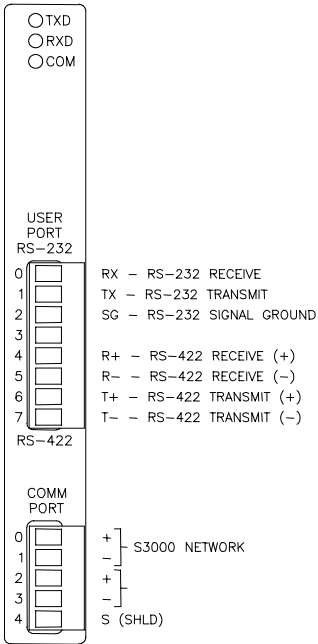 TXD
RXD
COM
USER
PORT
RS-232
0 RX - RS-232 RECEIVE
1 TX - RS-232 TRANSMIT
2 SG - RS-232 SIGNAL GROUND
3
4 R+ - RS-422 RECEIVE (+)
5 R- - RS-422 RECEIVE (-)
6 T+ - RS-422 TRANSMIT (+)
7 T- - RS-422 TRANSMIT (-)
RS-422
COMM
PORT
0 +
S3000 NETWORK
1 -
2 +
3 -
4 S (SHLD)